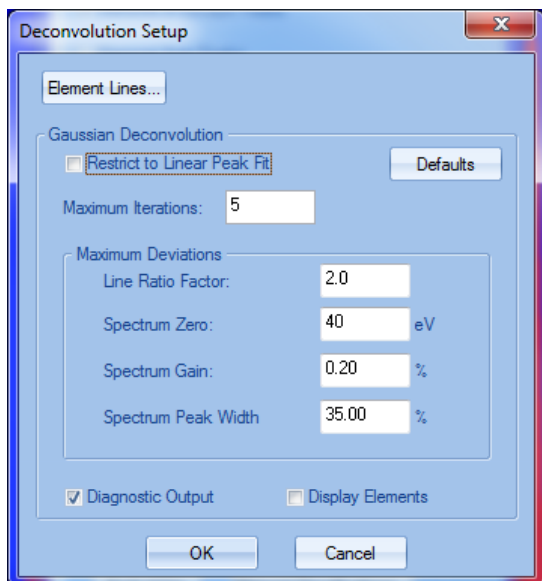 Deconvolution Setup
Element Lines...
Gaussian Deconvolution
Restrict to Linear Peak Fit
Defaults
Maximum Iterations: 5
Maximum Deviations
Line Ratio Factor: 2.0
Spectrum Zero: 40 eV
Spectrum Gain: 0.20 %
Spectrum Peak Width 35.00 %
Diagnostic Output
Display Elements
OK
Cancel